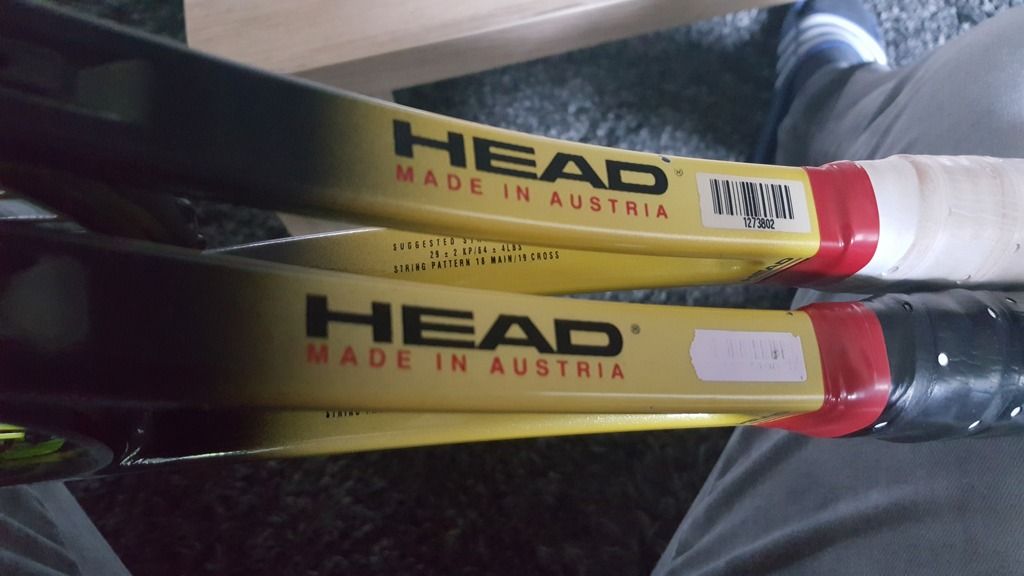 HEAD®
MADE IN AUSTRIA
1273802
29 ± 2 KP/64 ± 4LBS
STRING PATTERN 18 MAIN/19 CROSS
SUGGESTED
HEAD®
MADE IN AUSTRIA